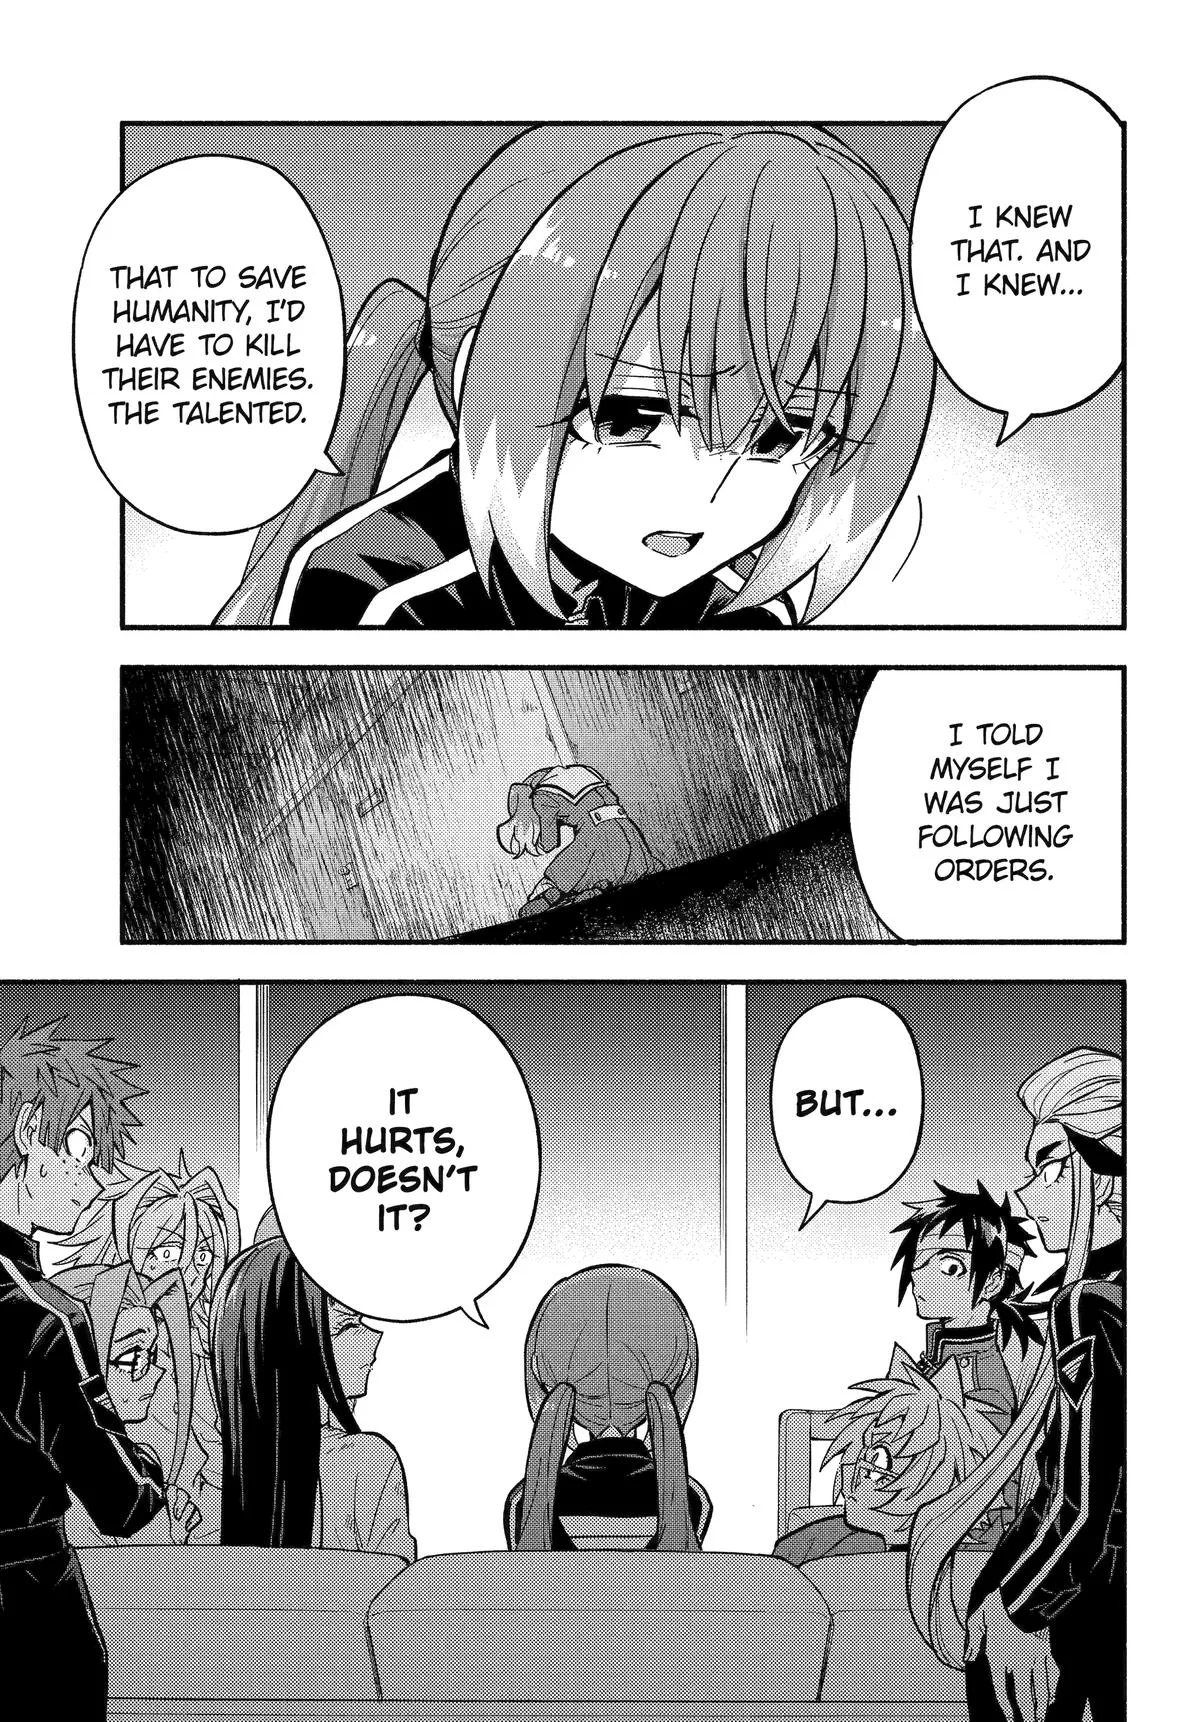 I KNEW
THAT. AND
I KNEW...
THAT TO SAVE
HUMANITY, I'D
HAVE TO KILL
THEIR ENEMIES.
THE TALENTED.
I TOLD
MYSELF I
WAS JUST
FOLLOWING
ORDERS.
BUT...
IT
HURTS,
DOESN'T
IT?